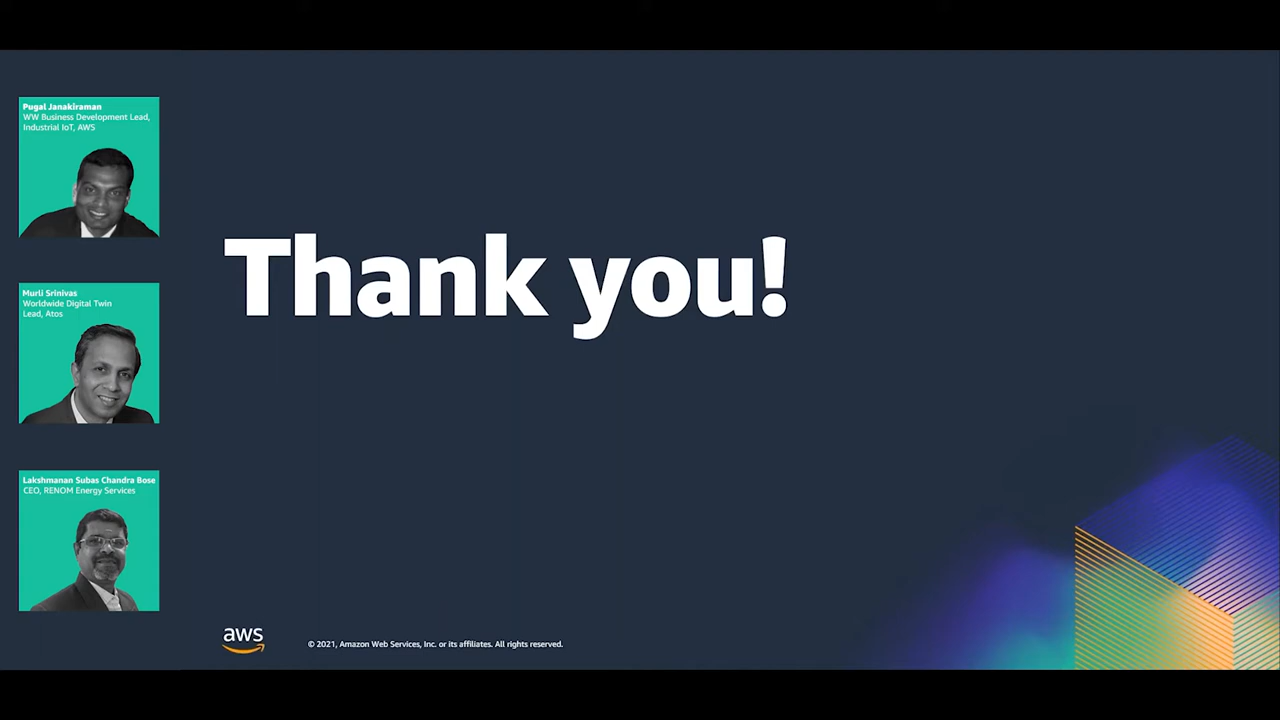 Pugal Janakiraman
WW Business Development Lead,
Industrial IoT, AWS
Murli Srinivas
Worldwide Digital Twin
Lead, Atos
Lakshmanan Subas Chandra Bose
CEO, RENOM Energy Services
Thank you!
aws
© 2021, Amazon Web Services, Inc. or its affiliates. All rights reserved.